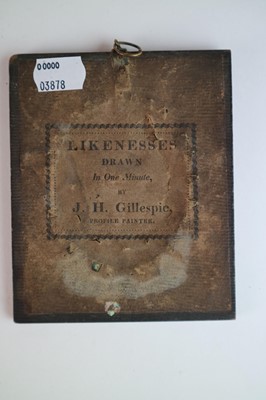 00000
03878
LIKENESSES
DRAWN
In One Minute,
BY
J. H. Gillespie,
PROFILE PAINTER.